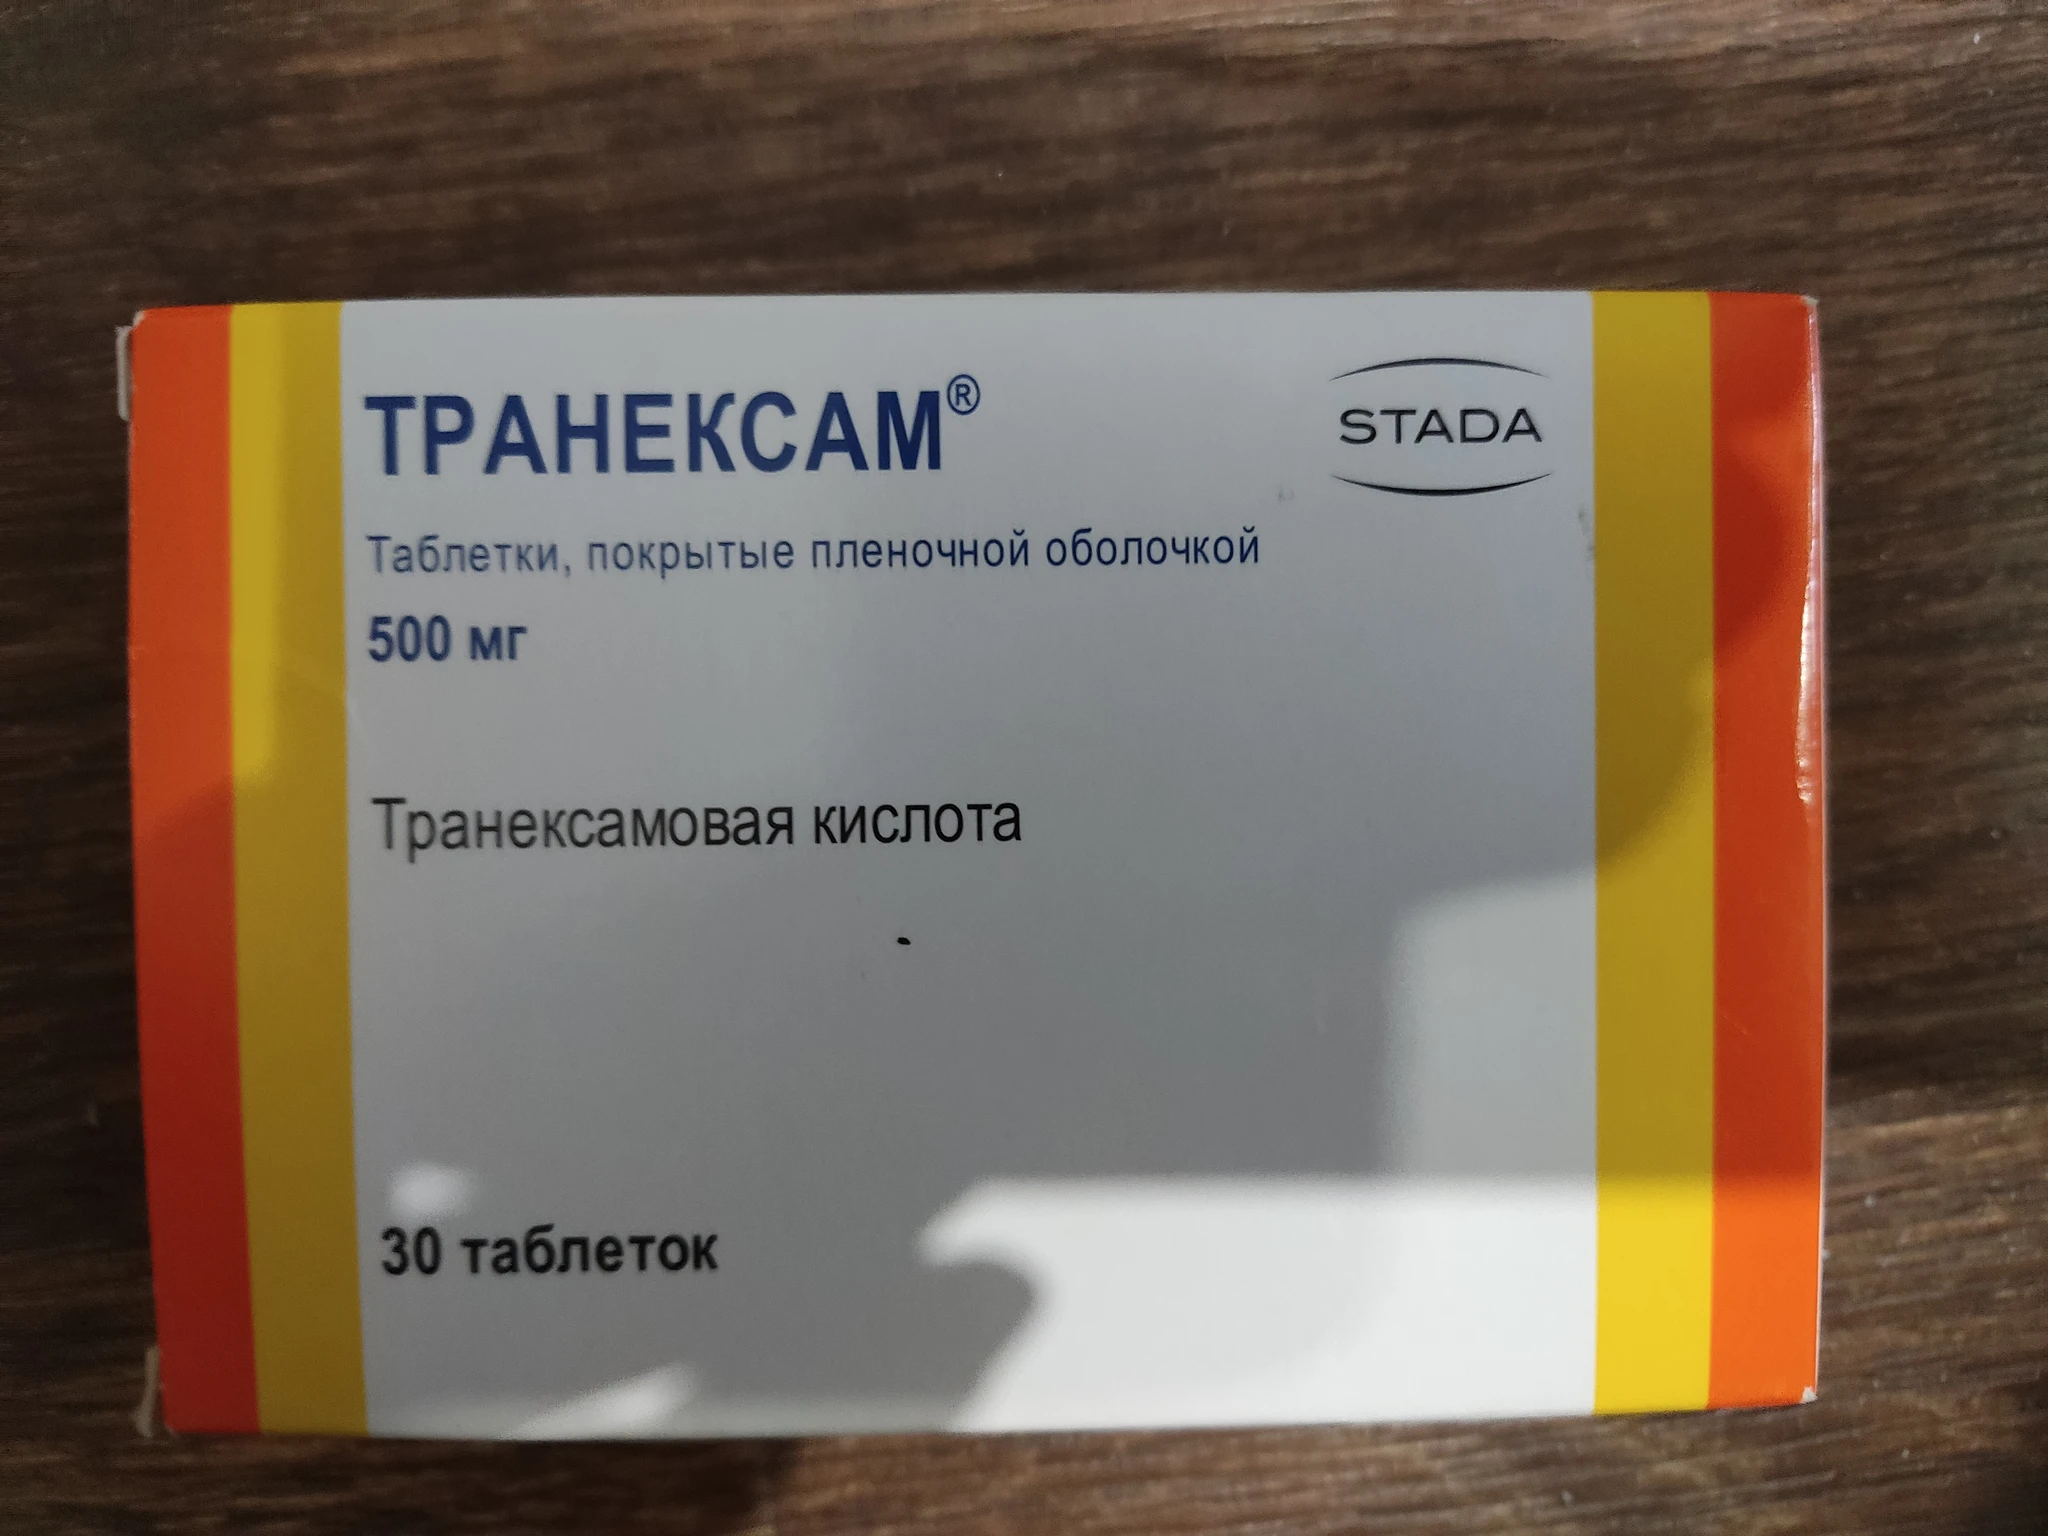 ТРАНЕКСАМ®
STADA
Таблетки, покрытые пленочной оболочкой
500 мг
Транексамовая кислота
30 таблеток